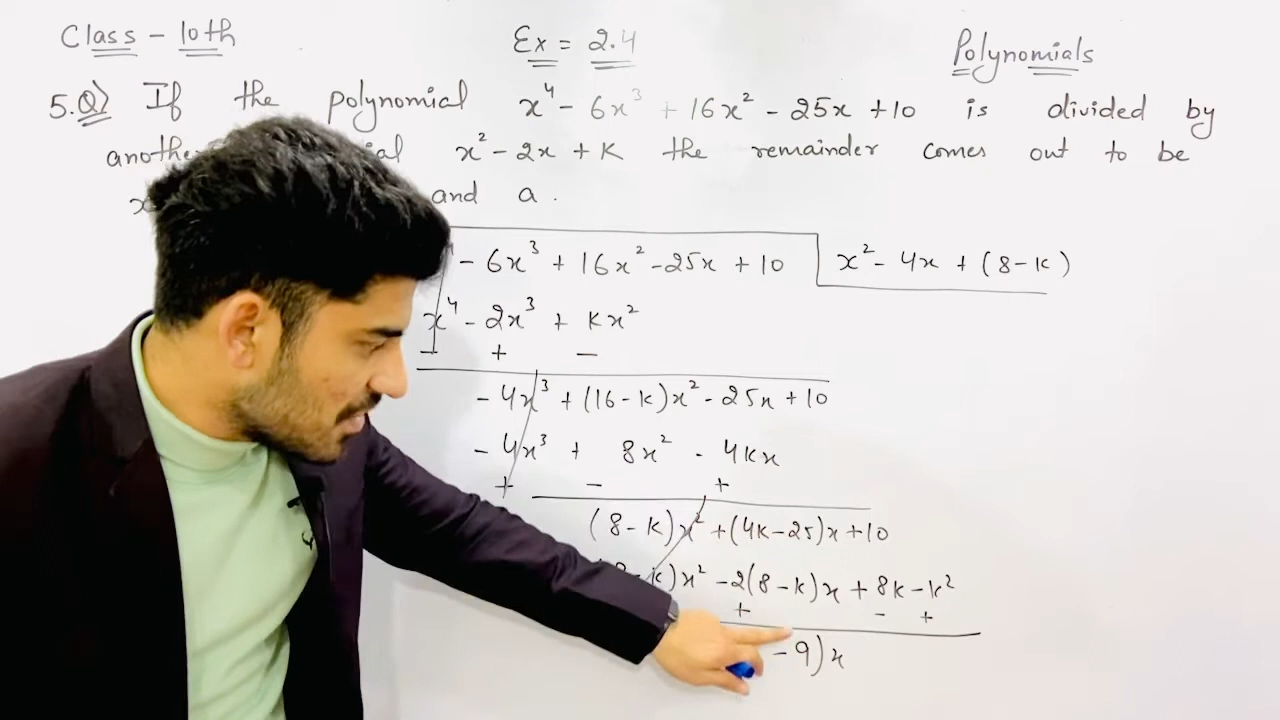 Class - 10th
Ex = 2.4
Polynomials
5.Q) If the polynomial x⁴ - 6x³ + 16x² - 25x + 10 is divided by
x² - 2x + K the remainder comes out to be
and a.
- 6x³ + 16x² - 25x + 10
x² - 4x + (8 - k)
x⁴ - 2x³ + kx²
- + -
- 4x³ + (16 - k)x² - 25x + 10
- 4x³ + 8x² - 4kx
+ - +
(8 - k)x² + (4k - 25)x + 10
k)x² - 2(8 - k)x + 8k - k²
+ - +
- 9)x